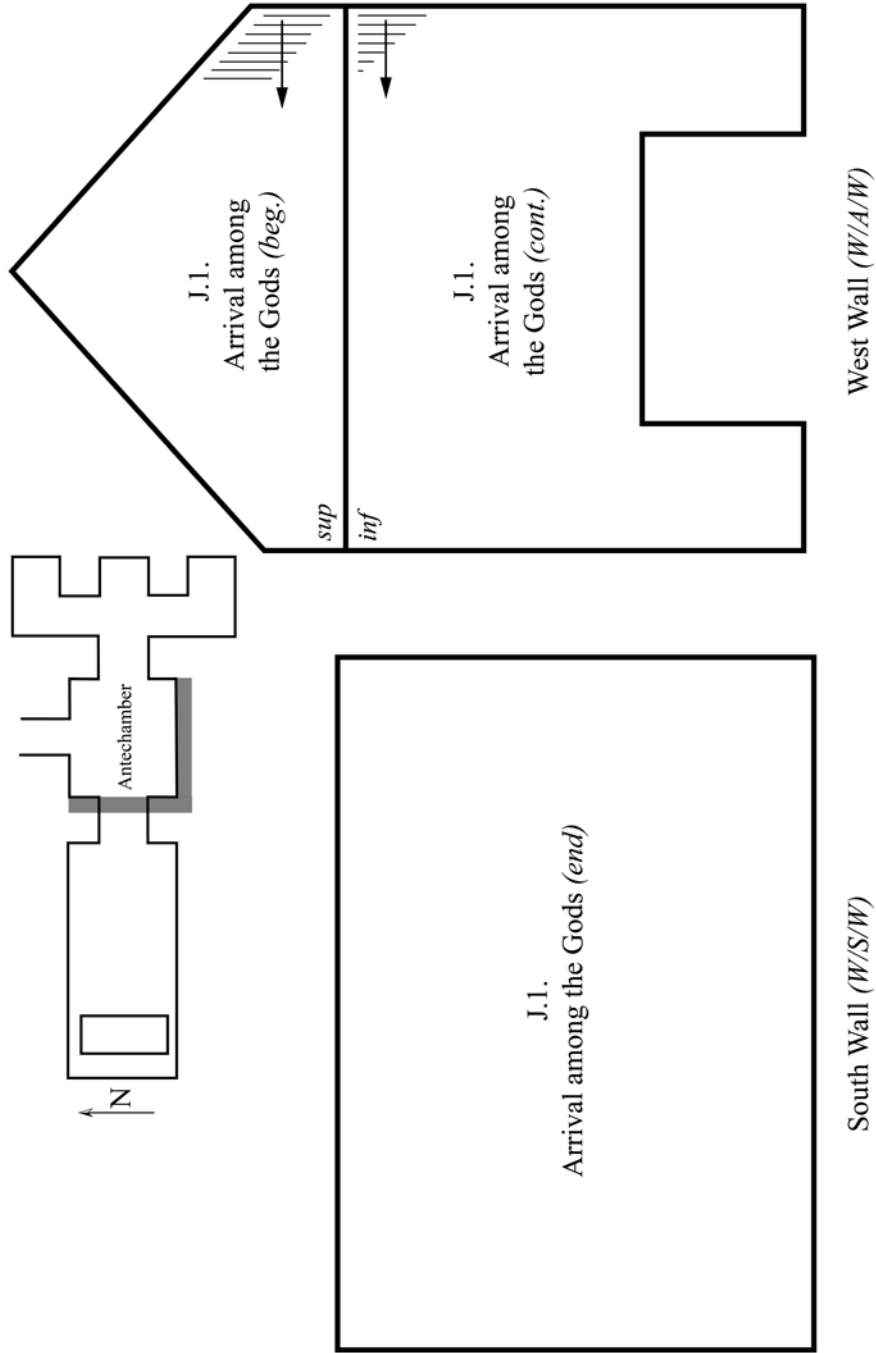 N
Antechamber
J.1.
Arrival among the Gods (end)
South Wall (W/S/W)
J.1.
Arrival among
the Gods (beg.)
sup
inf
J.1.
Arrival among
the Gods (cont.)
West Wall (W/A/W)